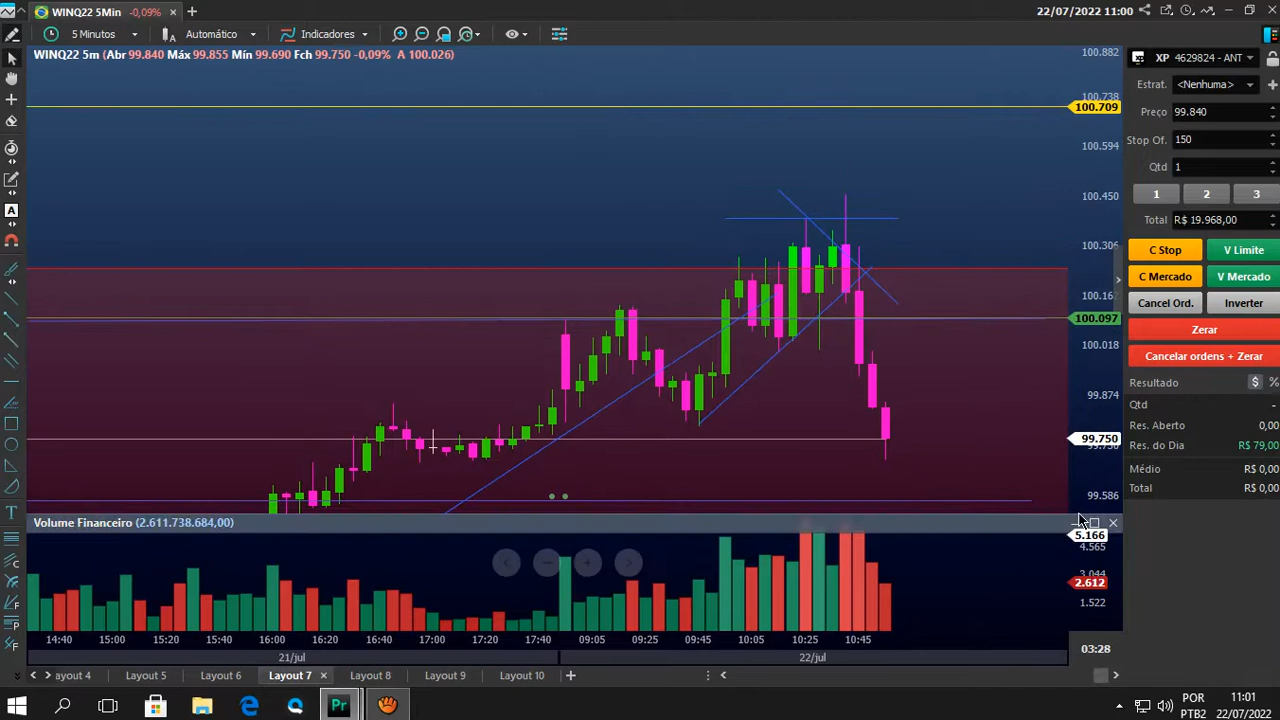 WINQ22 5Min -0,09%
22/07/2022 11:00
5 Minutos
Automático
Indicadores
WINQ22 5m (Abr 99.840 Máx 99.855 Mín 99.690 Fch 99.750 -0,09% A 100.026)
100.882
100.738
100.709
100.594
100.450
100.306
100.162
100.097
100.018
99.874
99.750
99.586
XP 4629824 - ANT
Estrat. <Nenhuma>
Preço 99.840
Stop Of. 150
Qtd 1
1 2 3
Total R$ 19.968,00
C Stop V Limite
C Mercado V Mercado
Cancel Ord. Inverter
Zerar
Cancelar ordens + Zerar
Resultado $ %
Qtd -
Res. Aberto 0,00
Res. do Dia R$ 79,00
Médio R$ 0,00
Total R$ 0,00
Volume Financeiro (2.611.738.684,00)
5.166
4.565
3.044
2.612
1.522
14:40 15:00 15:20 15:40 16:00 16:20 16:40 17:00 17:20 17:40 09:05 09:25 09:45 10:05 10:25 10:45
03:28
21/jul 22/jul
ayout 4 Layout 5 Layout 6 Layout 7 Layout 8 Layout 9 Layout 10
Pr
POR
PTB2
11:01
22/07/2022